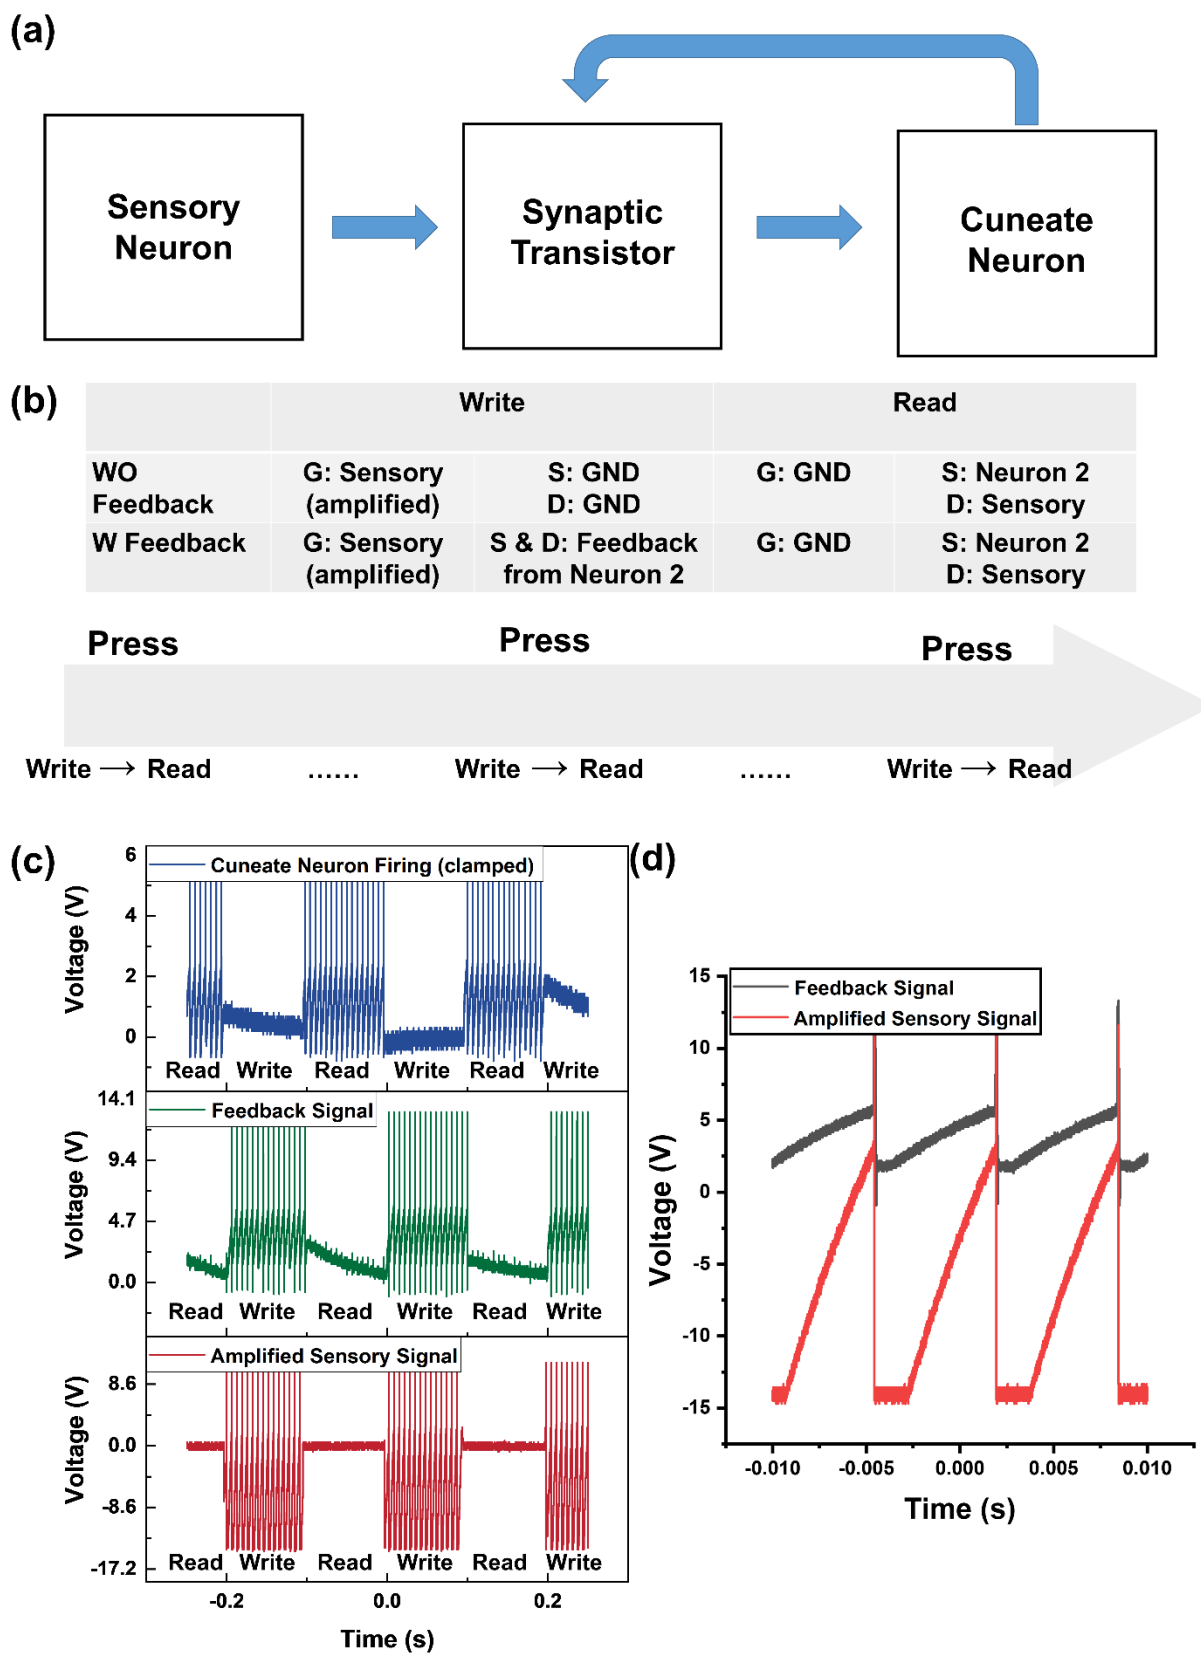 (a)
Sensory
Neuron
Synaptic
Transistor
Cuneate
Neuron
(b)
Write
Read
WO
Feedback
G: Sensory
(amplified)
S: GND
D: GND
G: GND
S: Neuron 2
D: Sensory
W Feedback
G: Sensory
(amplified)
S & D: Feedback
from Neuron 2
G: GND
S: Neuron 2
D: Sensory
Press
Press
Press
Write → Read
......
Write → Read
......
Write → Read
(c)
Cuneate Neuron Firing (clamped)
Voltage (V)
6
4
2
0
Read Write Read Write Read Write
Feedback Signal
Voltage (V)
14.1
9.4
4.7
0.0
Read Write Read Write Read Write
Amplified Sensory Signal
Voltage (V)
8.6
0.0
-8.6
-17.2
Read Write Read Write Read Write
-0.2 0.0 0.2
Time (s)
(d)
Feedback Signal
Amplified Sensory Signal
Voltage (V)
15
10
5
0
-5
-10
-15
-0.010 -0.005 0.000 0.005 0.010
Time (s)